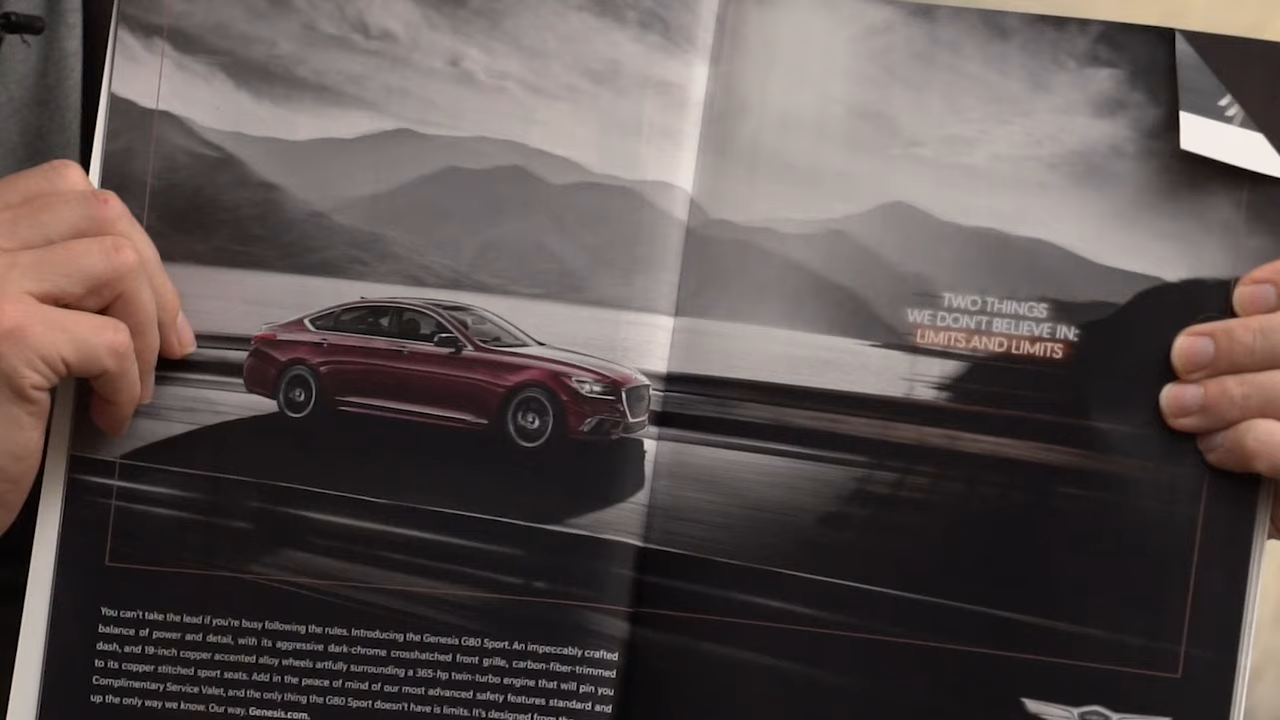 TWO THINGS
WE DON'T BELIEVE IN:
LIMITS AND LIMITS
You can't take the lead if you're busy following the rules. Introducing the Genesis G80 Sport. An impeccably crafted
balance of power and detail, with its aggressive dark-chrome crosshatched front grille, carbon-fiber-trimmed
dash, and 19-inch copper accented alloy wheels artfully surrounding a 365-hp twin-turbo engine that will pin you
to its copper stitched sport seats. Add in the peace of mind of our most advanced safety features standard and
Complimentary Service Valet, and the only thing the G80 Sport doesn't have is limits. It's designed from the
up the only way we know. Our way. Genesis.com.